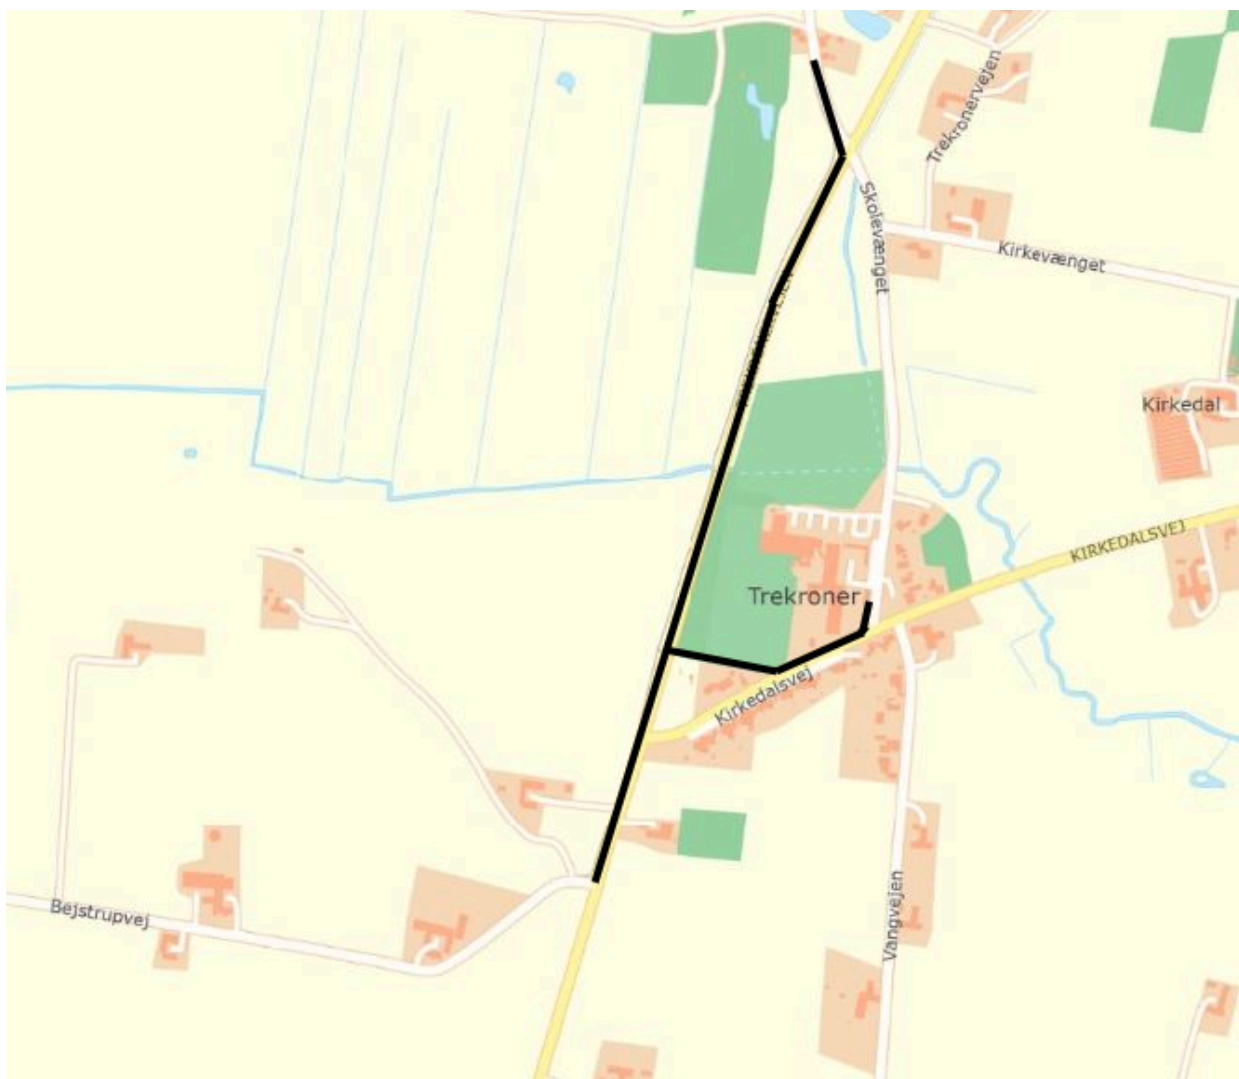 Trekronervejen
Skolevænget
Kirkevænget
Kirkedal
KIRKEDALSVEJ
Trekroner
Kirkedalsvej
Bejstrupvej
Vangvejen